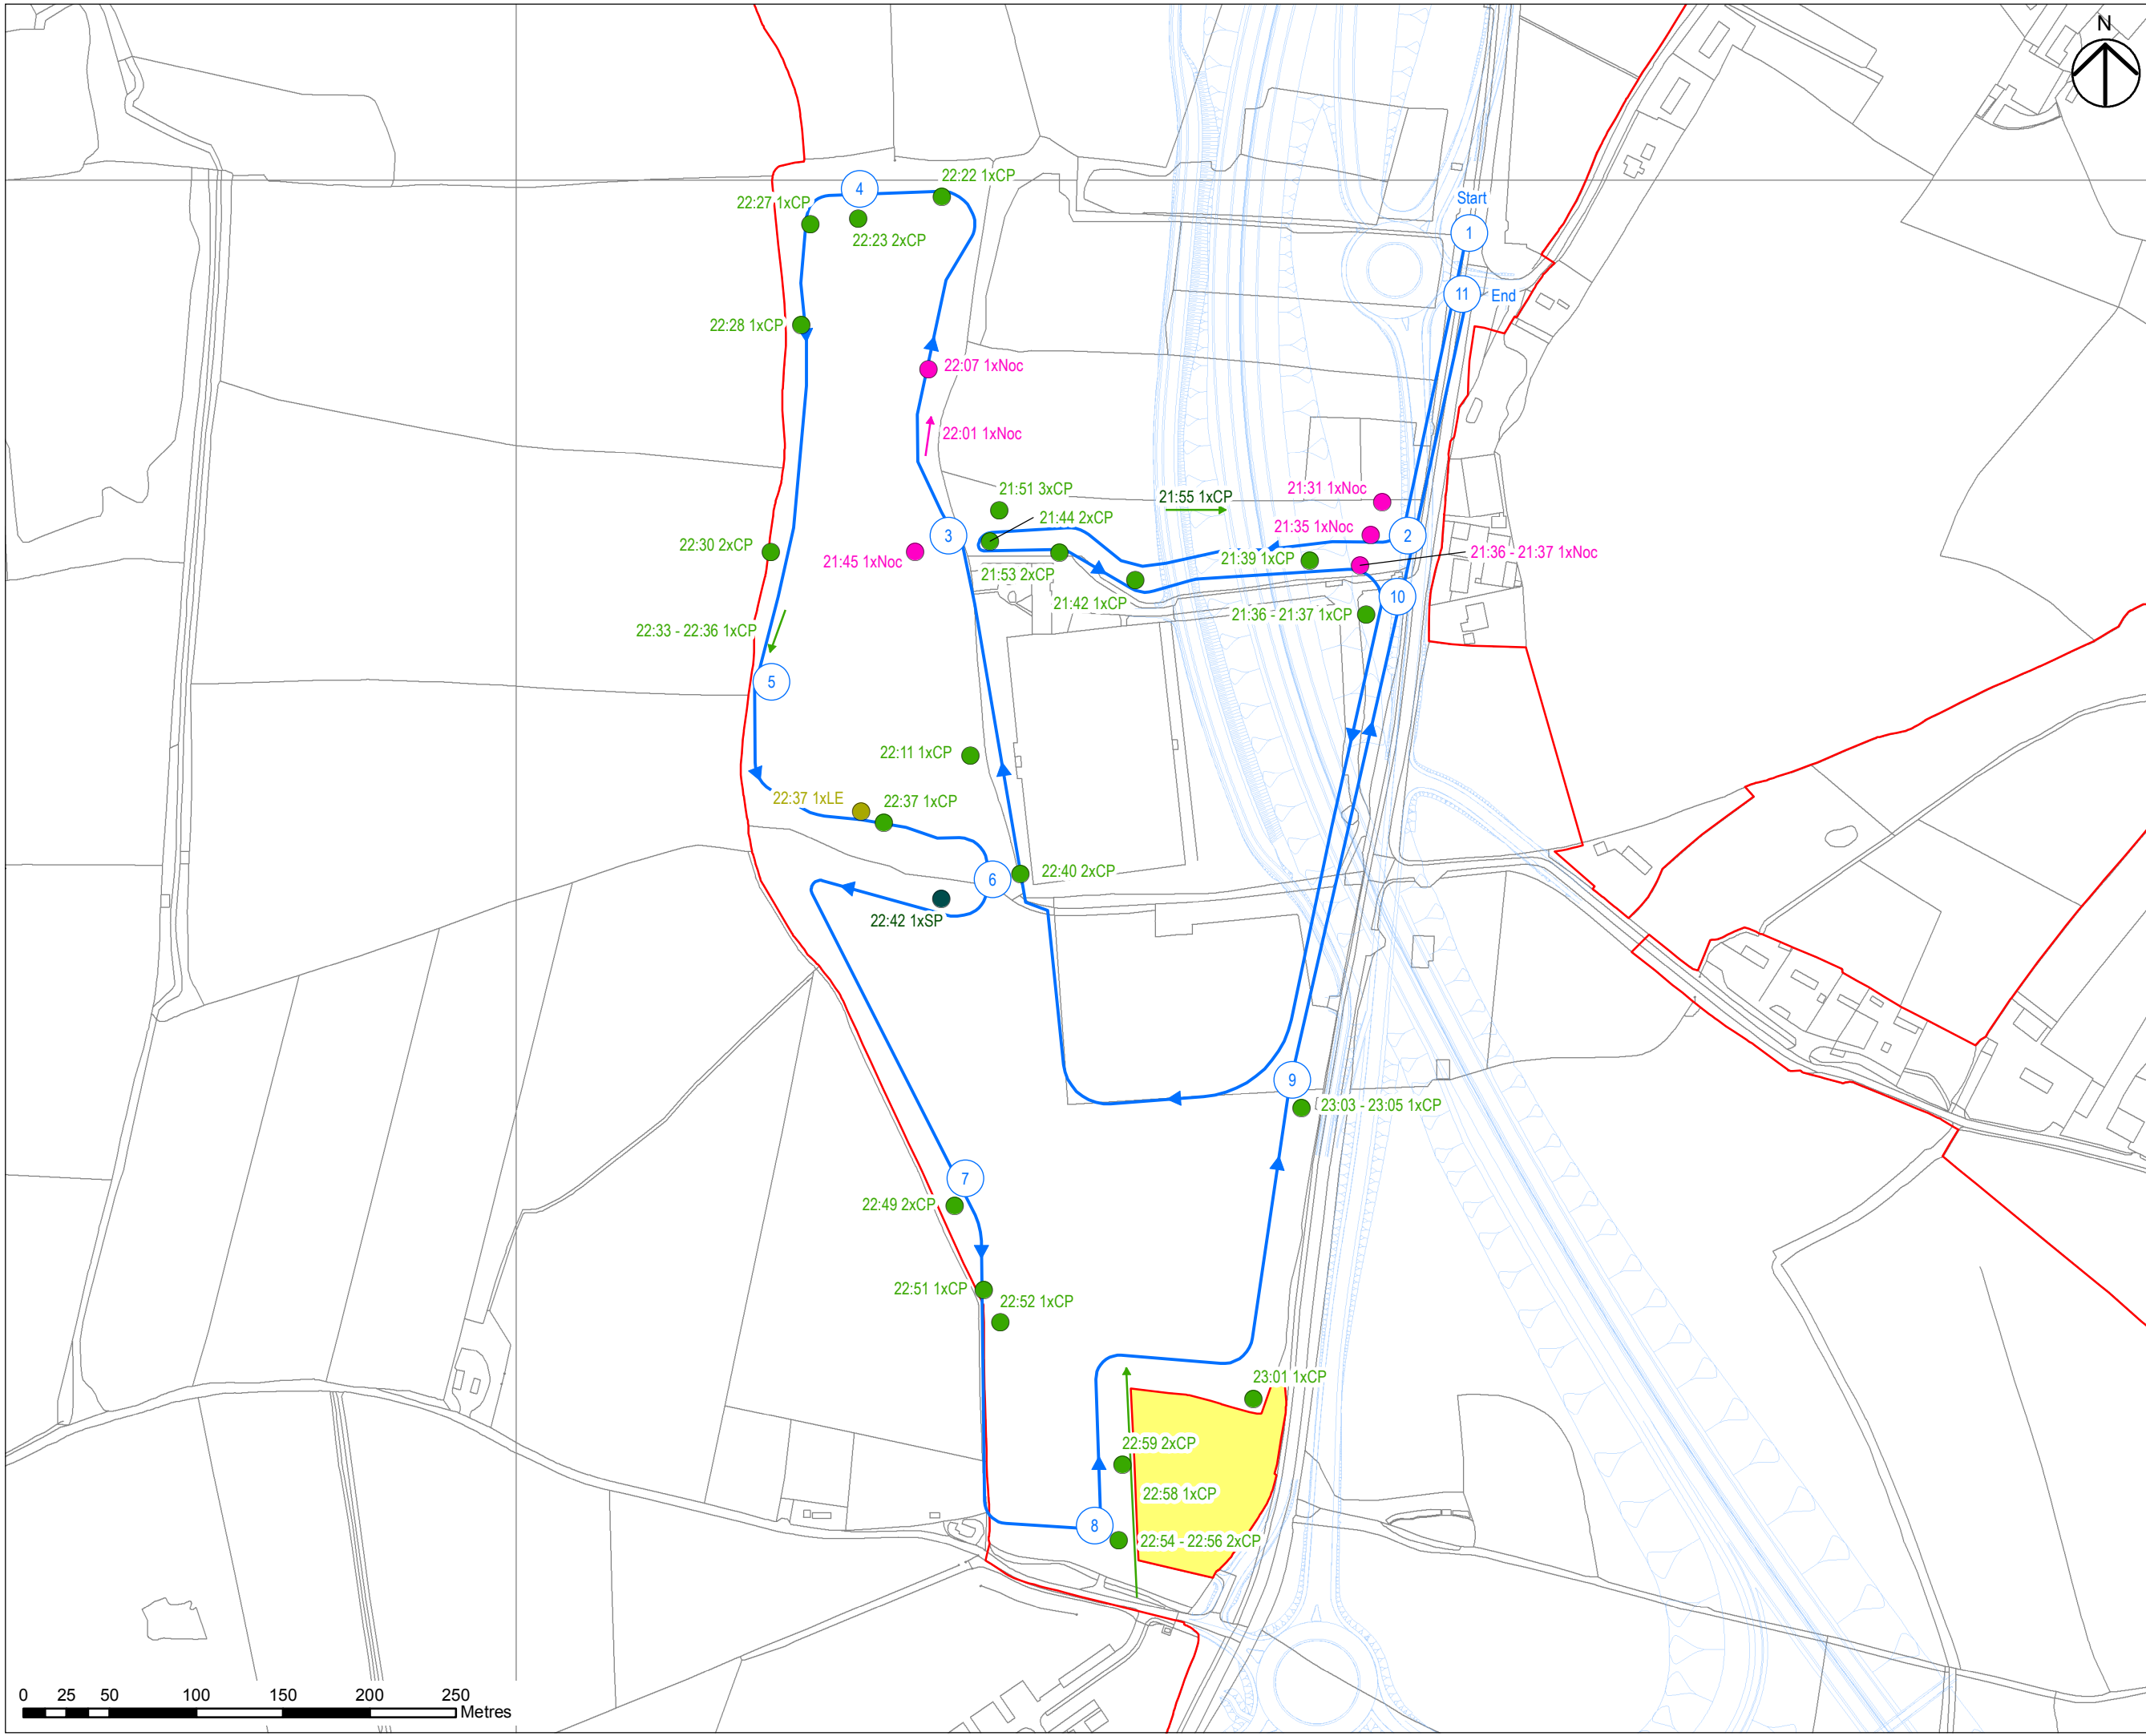 N
Start
1
11
End
4
22:22 1xCP
22:27 1xCP
22:23 2xCP
22:28 1xCP
22:07 1xNoc
22:01 1xNoc
21:51 3xCP
21:55 1xCP
21:31 1xNoc
21:44 2xCP
21:35 1xNoc
2
3
22:30 2xCP
21:45 1xNoc
21:53 2xCP
21:39 1xCP
21:36 - 21:37 1xNoc
21:42 1xCP
21:36 - 21:37 1xCP
10
22:33 - 22:36 1xCP
5
22:11 1xCP
22:37 1xLE
22:37 1xCP
22:40 2xCP
6
22:42 1xSP
9
23:03 - 23:05 1xCP
7
22:49 2xCP
22:51 1xCP
22:52 1xCP
23:01 1xCP
22:59 2xCP
22:58 1xCP
8
22:54 - 22:56 2xCP
0 25 50 100 150 200 250
Metres